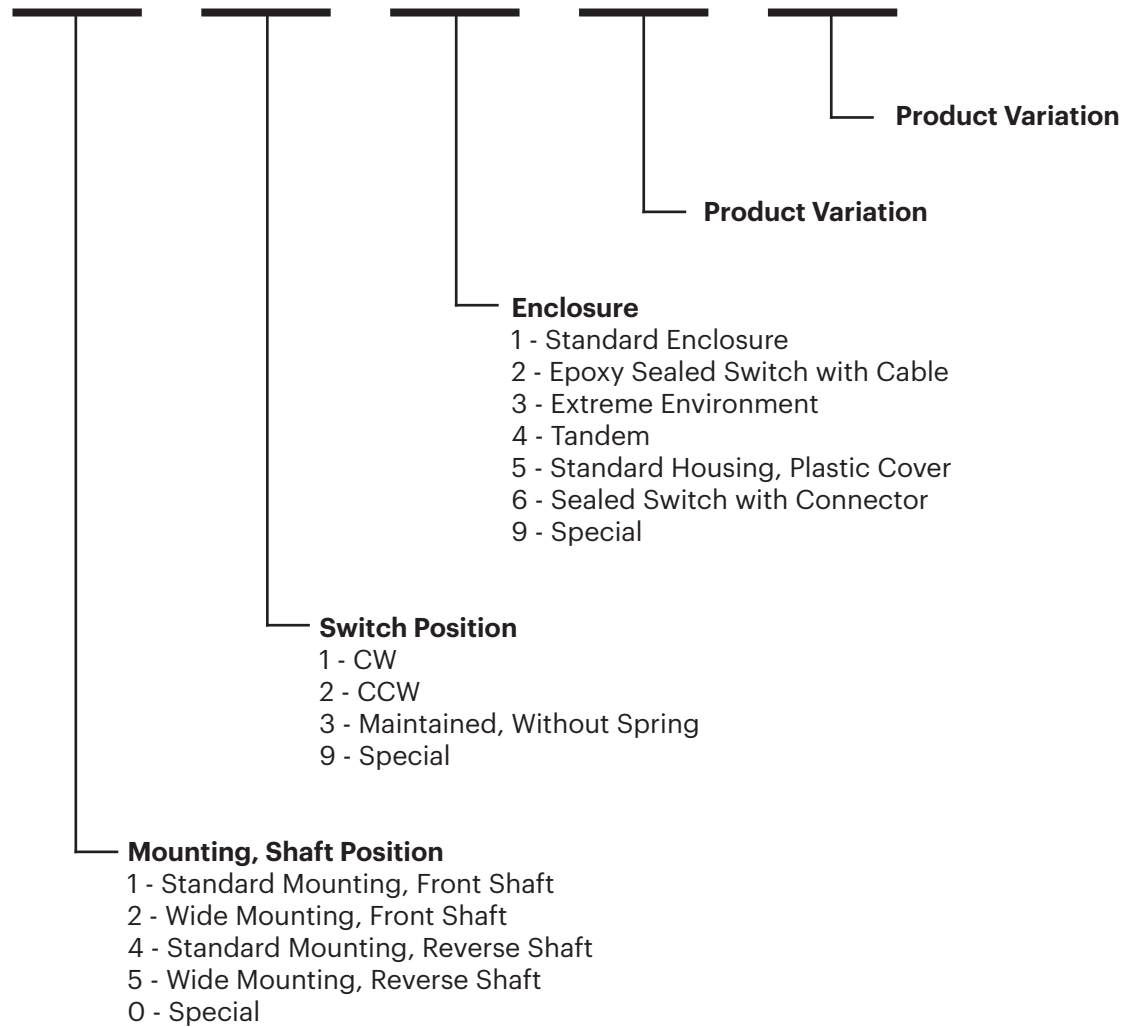 Product Variation
Product Variation
Enclosure
1 - Standard Enclosure
2 - Epoxy Sealed Switch with Cable
3 - Extreme Environment
4 - Tandem
5 - Standard Housing, Plastic Cover
6 - Sealed Switch with Connector
9 - Special
Switch Position
1 - CW
2 - CCW
3 - Maintained, Without Spring
9 - Special
Mounting, Shaft Position
1 - Standard Mounting, Front Shaft
2 - Wide Mounting, Front Shaft
4 - Standard Mounting, Reverse Shaft
5 - Wide Mounting, Reverse Shaft
0 - Special